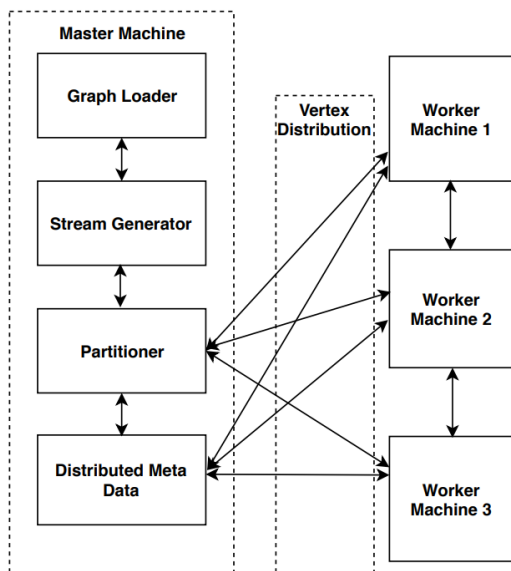 Master Machine
Graph Loader
Stream Generator
Partitioner
Distributed Meta
Data
Vertex
Distribution
Worker
Machine 1
Worker
Machine 2
Worker
Machine 3